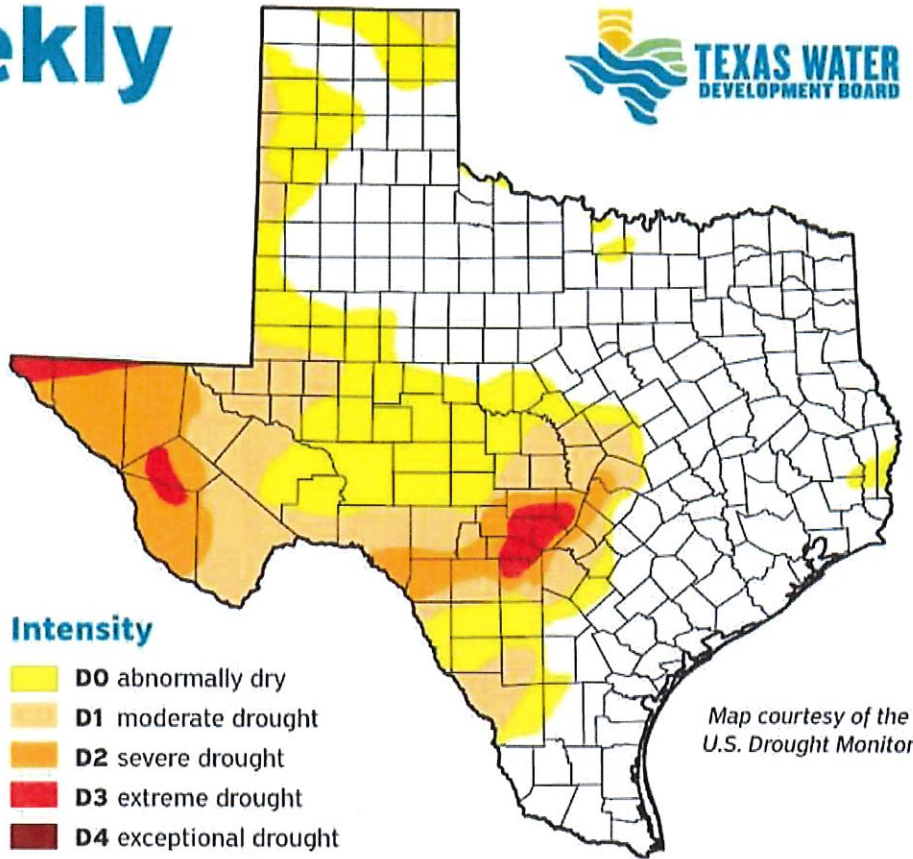 ekly
TEXAS WATER
DEVELOPMENT BOARD
Intensity
D0 abnormally dry
D1 moderate drought
D2 severe drought
D3 extreme drought
D4 exceptional drought
Map courtesy of the
U.S. Drought Monitor